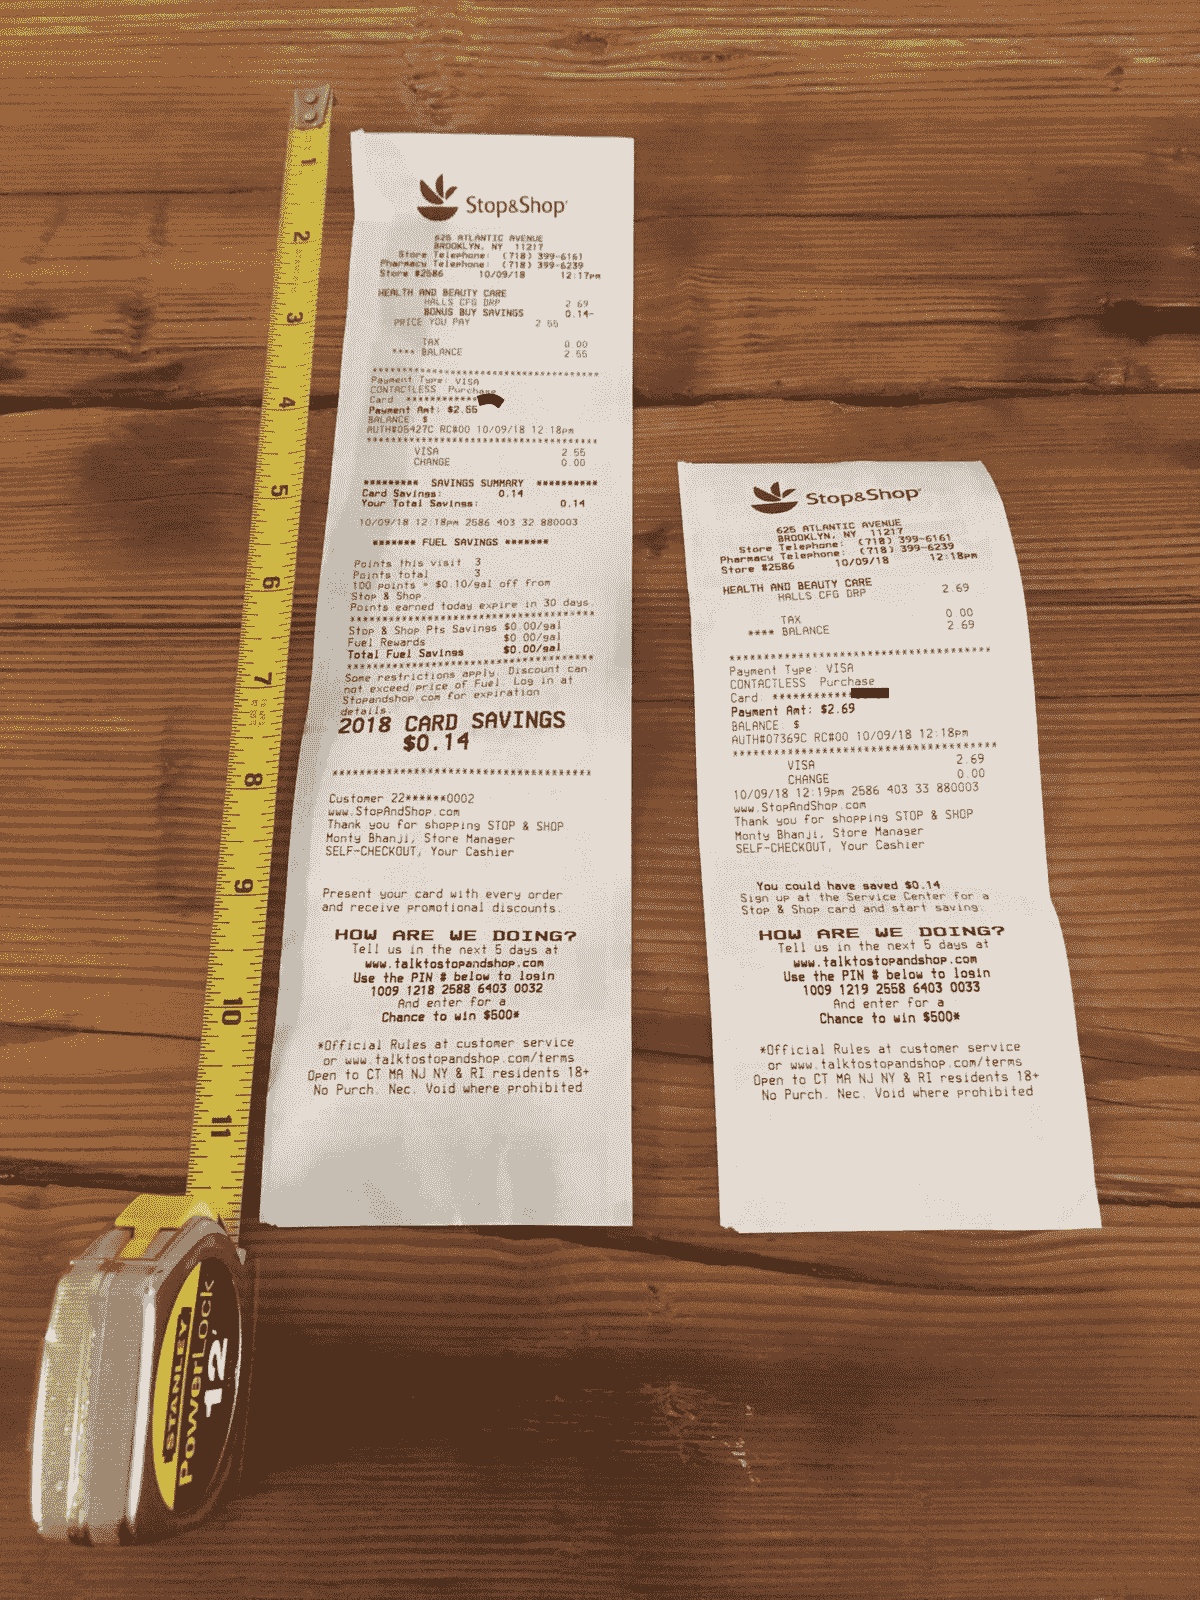 1
2
3
4
5
6
7
8
9
10
11
STANLEY
PowerLock
12'
Stop&Shop
625 ATLANTIC AVENUE
BROOKLYN, NY 11217
Store Telephone: (718) 399-6161
Pharmacy Telephone: (718) 399-6239
Store #2586 10/09/18 12:17pm
HEALTH AND BEAUTY CARE
HALLS CFG DRP 2.69
BONUS BUY SAVINGS 0.14-
PRICE YOU PAY 2.55
TAX 0.00
**** BALANCE 2.55
************************************
Payment Type: VISA
CONTACTLESS Purchase
Card: ************
Payment Amt: $2.55
BALANCE: $
AUTH#05427C RC#00 10/09/18 12:18pm
************************************
VISA 2.55
CHANGE 0.00
********* SAVINGS SUMMARY **********
Card Savings: 0.14
Your Total Savings: 0.14
10/09/18 12:18pm 2586 403 32 880003
******* FUEL SAVINGS *******
Points this visit 3
Points total 3
100 points = $0.10/gal off from
Stop & Shop
Points earned today expire in 30 days.
************************************
Stop & Shop Pts Savings $0.00/gal
Fuel Rewards $0.00/gal
Total Fuel Savings $0.00/gal
************************************
Some restrictions apply. Discount can
not exceed price of Fuel. Log in at
Stopandshop.com for expiration
details.
2018 CARD SAVINGS
$0.14
************************************
Customer 22******0002
www.StopAndShop.com
Thank you for shopping STOP & SHOP
Monty Bhanji, Store Manager
SELF-CHECKOUT, Your Cashier
Present your card with every order
and receive promotional discounts.
HOW ARE WE DOING?
Tell us in the next 5 days at
www.talktostopandshop.com
Use the PIN # below to login
1009 1218 2588 6403 0032
And enter for a
Chance to win $500*
*Official Rules at customer service
or www.talktostopandshop.com/terms
Open to CT MA NJ NY & RI residents 18+
No Purch. Nec. Void where prohibited
Stop&Shop
625 ATLANTIC AVENUE
BROOKLYN, NY 11217
Store Telephone: (718) 399-6161
Pharmacy Telephone: (718) 399-6239
Store #2586 10/09/18 12:18pm
HEALTH AND BEAUTY CARE
HALLS CFG DRP 2.69
TAX 0.00
**** BALANCE 2.69
************************************
Payment Type: VISA
CONTACTLESS Purchase
Card: ************
Payment Amt: $2.69
BALANCE: $
AUTH#07369C RC#00 10/09/18 12:18pm
************************************
VISA 2.69
CHANGE 0.00
10/09/18 12:19pm 2586 403 33 880003
www.StopAndShop.com
Thank you for shopping STOP & SHOP
Monty Bhanji, Store Manager
SELF-CHECKOUT, Your Cashier
You could have saved $0.14
Sign up at the Service Center for a
Stop & Shop card and start saving.
HOW ARE WE DOING?
Tell us in the next 5 days at
www.talktostopandshop.com
Use the PIN # below to login
1009 1219 2558 6403 0033
And enter for a
Chance to win $500*
*Official Rules at customer service
or www.talktostopandshop.com/terms
Open to CT MA NJ NY & RI residents 18+
No Purch. Nec. Void where prohibited